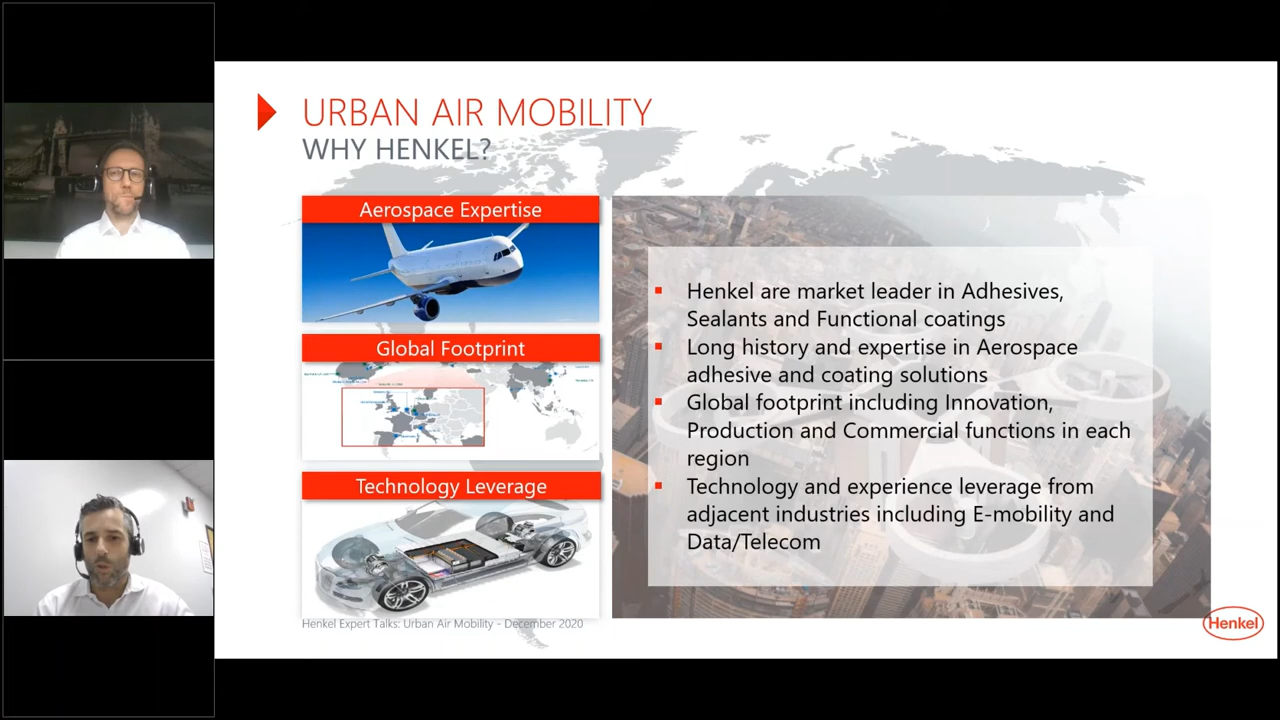 URBAN AIR MOBILITY
WHY HENKEL?
Aerospace Expertise
Global Footprint
Technology Leverage
Henkel are market leader in Adhesives,
Sealants and Functional coatings
Long history and expertise in Aerospace
adhesive and coating solutions
Global footprint including Innovation,
Production and Commercial functions in each
region
Technology and experience leverage from
adjacent industries including E-mobility and
Data/Telecom
Henkel Expert Talks: Urban Air Mobility - December 2020
Henkel